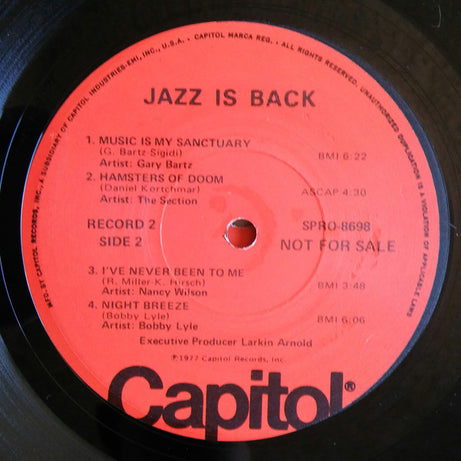 MFG. BY CAPITOL RECORDS, INC., A SUBSIDIARY OF CAPITOL INDUSTRIES-EMI, INC., U.S.A. • CAPITOL MARCA REG. • ALL RIGHTS RESERVED. UNAUTHORIZED DUPLICATION IS A VIOLATION OF APPLICABLE LAWS
JAZZ IS BACK
1. MUSIC IS MY SANCTUARY
(G. Bartz-Sigidi) BMI 6:22
Artist: Gary Bartz
2. HAMSTERS OF DOOM
(Daniel Kortchmar) ASCAP 4:30
Artist: The Section
RECORD 2 SPRO-8698
SIDE 2 NOT FOR SALE
3. I'VE NEVER BEEN TO ME
(R. Miller-K. Hirsch) BMI 3:48
Artist: Nancy Wilson
4. NIGHT BREEZE
(Bobby Lyle) BMI 6:06
Artist: Bobby Lyle
Executive Producer Larkin Arnold
℗1977 Capitol Records, Inc.
Capitol®